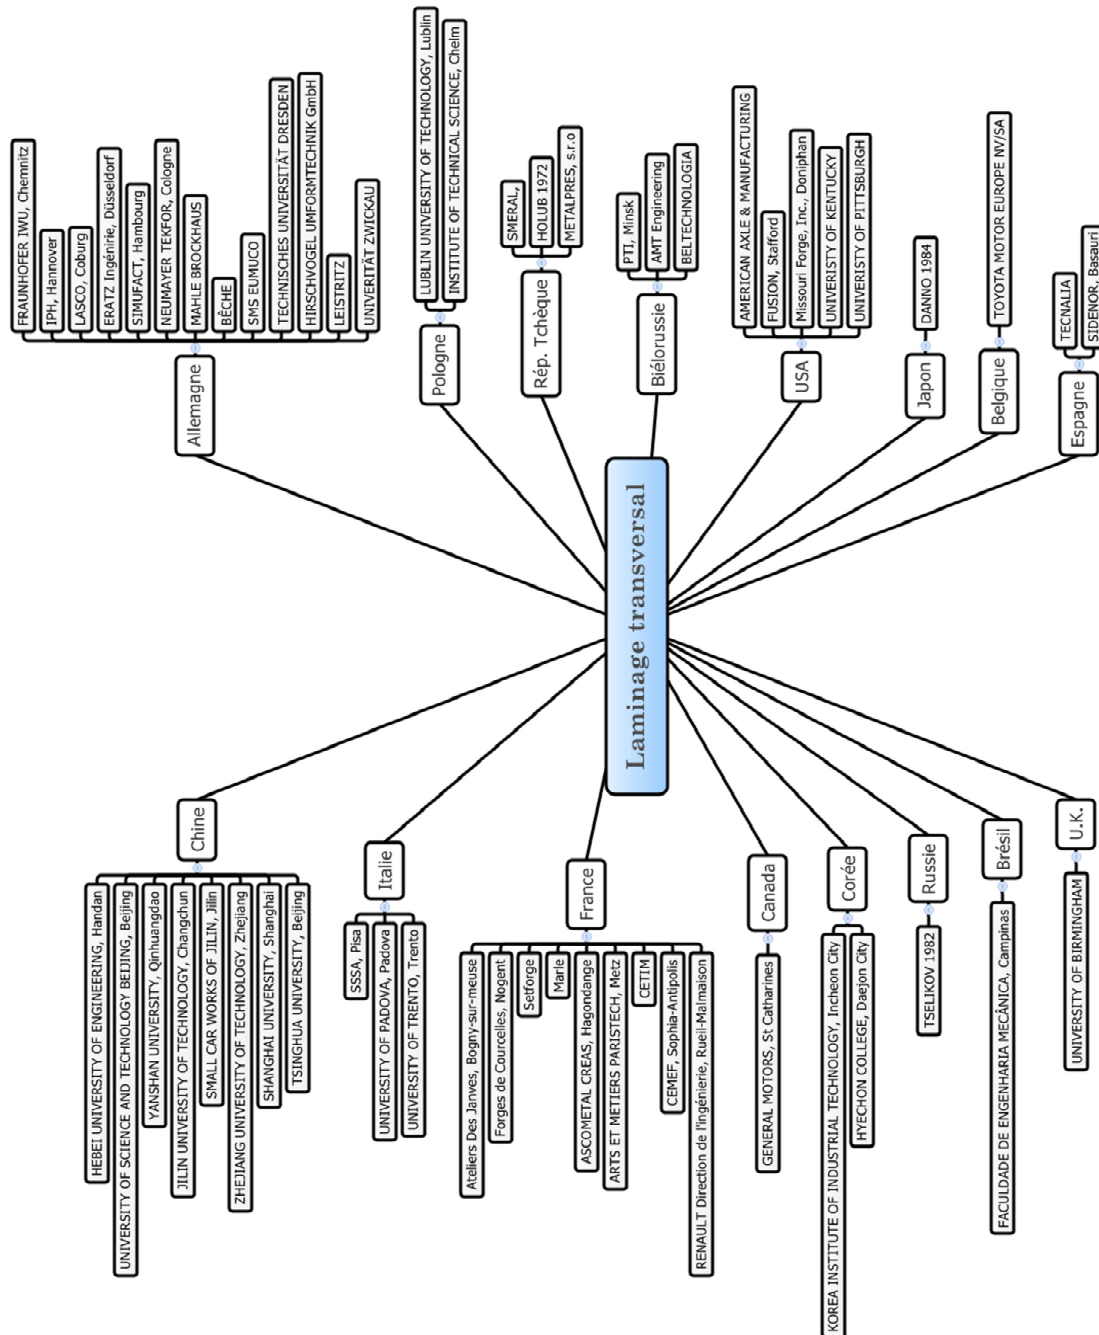 Laminage transversal
Allemagne
FRAUNHOFER IWU, Chemnitz
IPH, Hannover
LASCO, Coburg
ERATZ Ingénirie, Düsseldorf
SIMUFACT, Hambourg
NEUMAYER TEKFOR, Cologne
MAHLE BROCKHAUS
BÊCHE
SMS EUMUCO
TECHNISCHES UNIVERSITÄT DRESDEN
HIRSCHVOGEL UMFORMTECHNIK GmbH
LEISTRITZ
UNIVERITÄT ZWICKAU
Pologne
LUBLIN UNIVERSITY OF TECHNOLOGY, Lublin
INSTITUTE OF TECHNICAL SCIENCE, Chelm
Rép. Tchèque
SMERAL,
HOLUB 1972
METALPRES, s.r.o
Biélorussie
PTI, Minsk
AMT Engineering
BELTECHNOLOGIA
USA
AMERICAN AXLE & MANUFACTURING
FUSION, Stafford
Missouri Forge, Inc., Doniphan
UNIVERISTY OF KENTUCKY
UNIVERISTY OF PITTSBURGH
Japon
DANNO 1984
Belgique
TOYOTA MOTOR EUROPE NV/SA
Espagne
TECNALIA
SIDENOR, Basauri
Chine
HEBEI UNIVERSITY OF ENGINEERING, Handan
UNIVERSITY OF SCIENCE AND TECHNOLOGY BEIJING, Beijing
YANSHAN UNIVERSITY, Qinhuangdao
JILIN UNIVERSITY OF TECHNOLOGY, Changchun
SMALL CAR WORKS OF JILIN, Jilin
ZHEJIANG UNIVERSITY OF TECHNOLOGY, Zhejiang
SHANGHAI UNIVERSITY, Shanghai
TSINGHUA UNIVERSITY, Beijing
Italie
SSSA, Pisa
UNIVERSITY OF PADOVA, Padova
UNIVERSITY OF TRENTO, Trento
France
Ateliers Des Janves, Bogny-sur-meuse
Forges de Courcelles, Nogent
Setforge
Marle
ASCOMETAL CREAS, Hagondange
ARTS ET METIERS PARISTECH, Metz
CETIM
CEMEF, Sophia-Antipolis
RENAULT Direction de l'ingénierie, Rueil-Malmaison
Canada
GENERAL MOTORS, St Catharines
Corée
KOREA INSTITUTE OF INDUSTRIAL TECHNOLOGY, Incheon City
HYECHON COLLEGE, Daejon City
Russie
TSELIKOV 1982
Brésil
FACULDADE DE ENGENHARIA MECÂNICA, Campinas
U.K.
UNIVERSITY OF BIRMINGHAM